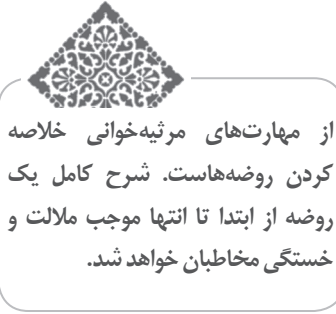 از مهارت‌های مرثیه‌خوانی خلاصه
کردن روضه‌هاست. شرح کامل یک
روضه از ابتدا تا انتها موجب ملالت و
خستگی مخاطبان خواهد شد.